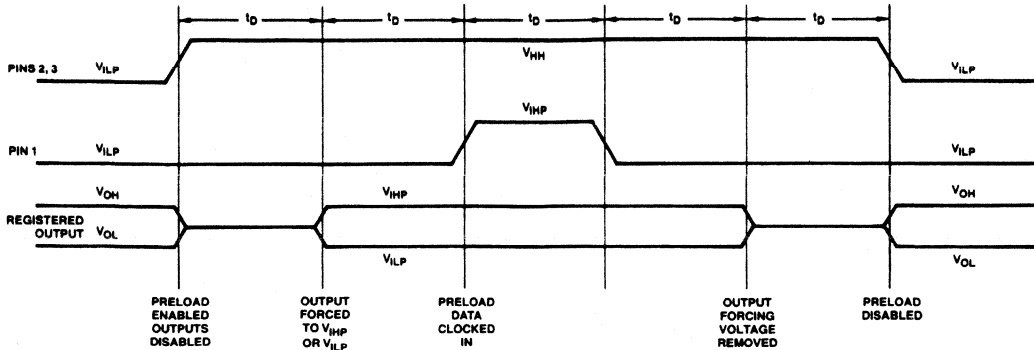 tD tD tD tD tD
PINS 2, 3
VILP
VHH
VILP
PIN 1
VILP
VIHP
VILP
REGISTERED
OUTPUT
VOH
VOL
VIHP
VILP
VOH
VOL
PRELOAD
ENABLED
OUTPUTS
DISABLED
OUTPUT
FORCED
TO VIHP
OR VILP
PRELOAD
DATA
CLOCKED
IN
OUTPUT
FORCING
VOLTAGE
REMOVED
PRELOAD
DISABLED